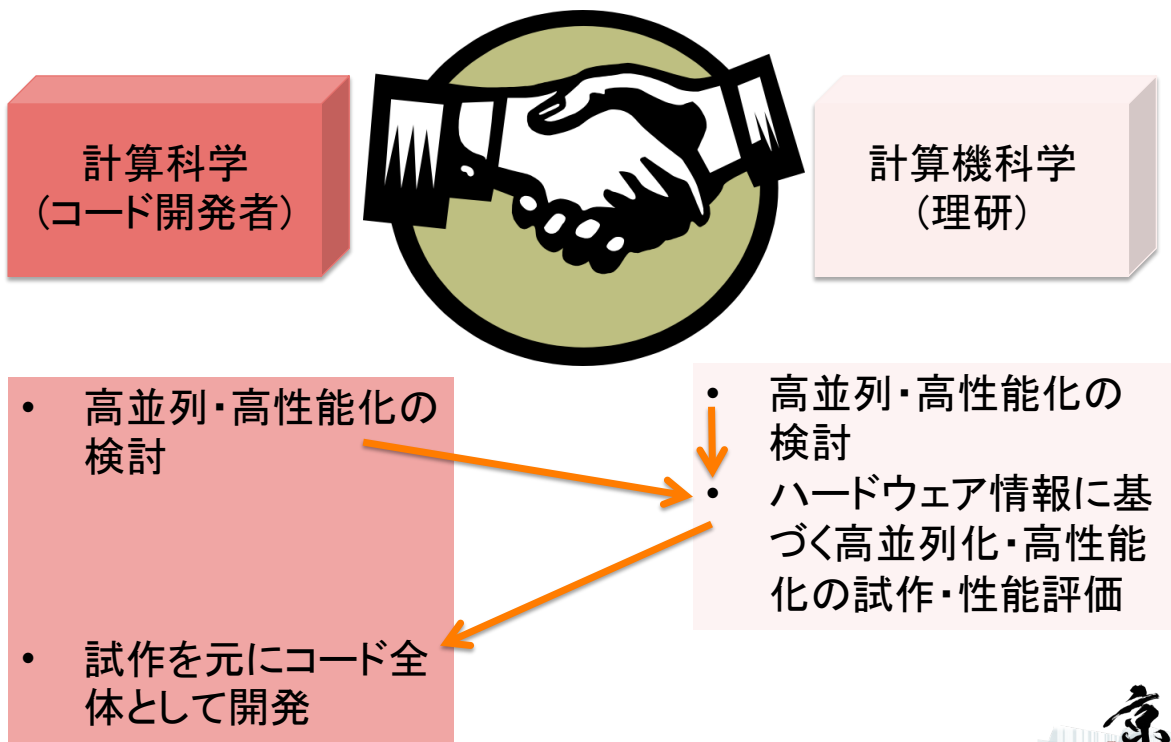 計算科学
(コード開発者)
計算機科学
(理研)
• 高並列・高性能化の
検討
• 試作を元にコード全
体として開発
• 高並列・高性能化の
検討
• ハードウェア情報に基
づく高並列化・高性能
化の試作・性能評価
京